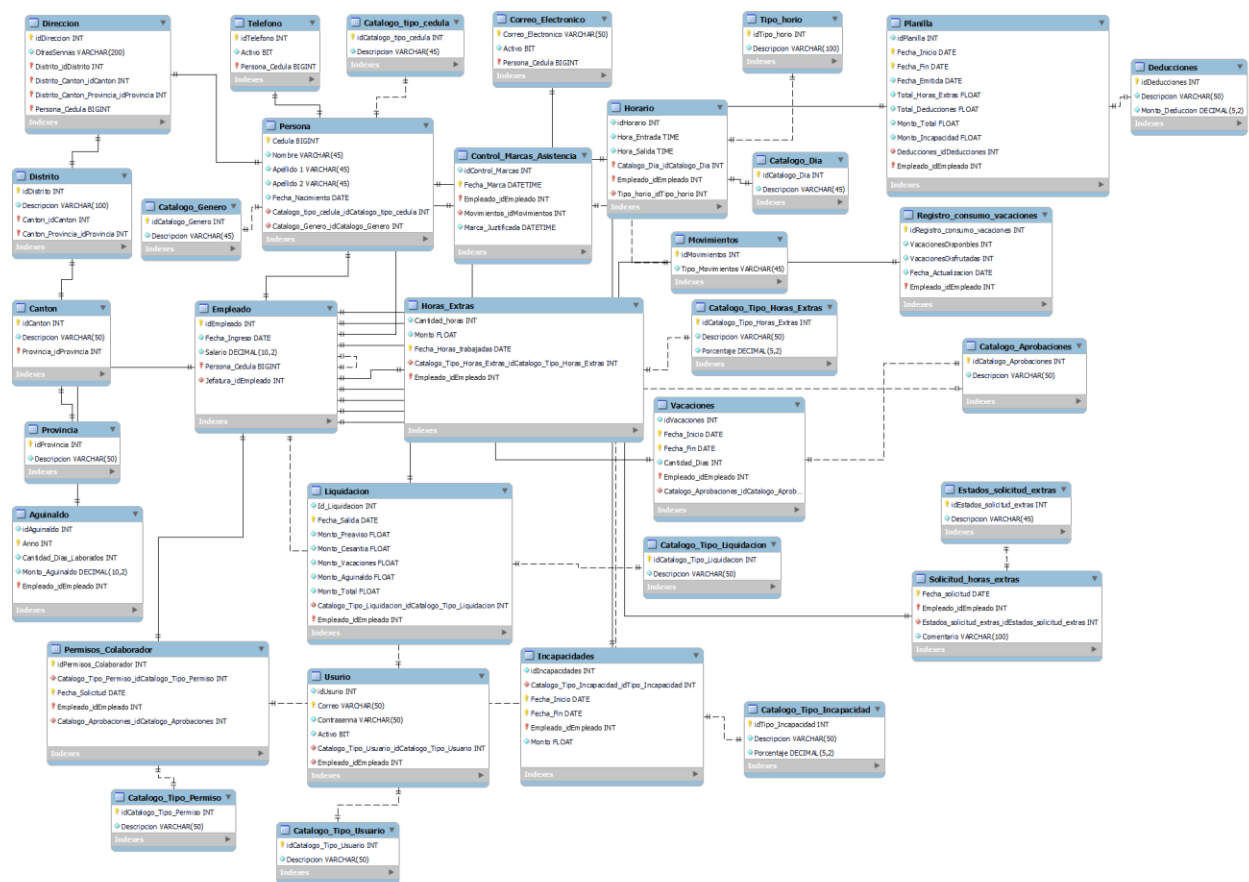 Direccion
idDireccion INT
OtrasSennas VARCHAR(200)
Distrito_idDistrito INT
Distrito_Canton_idCanton INT
Distrito_Canton_Provincia_idProvincia INT
Persona_Cedula BIGINT
Indexes
Telefono
idTelefono INT
Activo BIT
Persona_Cedula BIGINT
Indexes
Catalogo_tipo_cedula
idCatalogo_tipo_cedula INT
Descripcion VARCHAR(45)
Indexes
Correo_Electronico
Correo_Electronico VARCHAR(50)
Activo BIT
Persona_Cedula BIGINT
Indexes
Tipo_horio
idTipo_horio INT
Descripcion VARCHAR(100)
Indexes
Planilla
idPlanilla INT
Fecha_Inicio DATE
Fecha_Fin DATE
Fecha_Emitida DATE
Total_Horas_Extras FLOAT
Total_Deducciones FLOAT
Monto_Total FLOAT
Monto_Incapacidad FLOAT
Deducciones_idDeducciones INT
Empleado_idEmpleado INT
Indexes
Deducciones
idDeducciones INT
Descripcion VARCHAR(50)
Monto_Deduccion DECIMAL(5,2)
Indexes
Persona
Cedula BIGINT
Nombre VARCHAR(45)
Apellido 1 VARCHAR(45)
Apellido 2 VARCHAR(45)
Fecha_Nacimiento DATE
Catalogo_tipo_cedula_idCatalogo_tipo_cedula INT
Catalogo_Genero_idCatalogo_Genero INT
Indexes
Horario
idHorario INT
Hora_Entrada TIME
Hora_Salida TIME
Catalogo_Dia_idCatalogo_Dia INT
Empleado_idEmpleado INT
Tipo_horio_idTipo_horio INT
Indexes
Control_Marcas_Asistencia
idControl_Marcas INT
Fecha_Marca DATETIME
Empleado_idEmpleado INT
Movimientos_idMovimientos INT
Marca_Juztificada DATETIME
Indexes
Catalogo_Dia
idCatalogo_Dia INT
Descripcion VARCHAR(45)
Indexes
Distrito
idDistrito INT
Descripcion VARCHAR(100)
Canton_idCanton INT
Canton_Provincia_idProvincia INT
Indexes
Catalogo_Genero
idCatalogo_Genero INT
Descripcion VARCHAR(45)
Indexes
Registro_consumo_vacaciones
idRegistro_consumo_vacaciones INT
VacacionesDisponbles INT
VacacionesDisfrutadas INT
Fecha_Actualizacion DATE
Empleado_idEmpleado INT
Indexes
Movimientos
idMovimientos INT
Tipo_Movimientos VARCHAR(45)
Indexes
Canton
idCanton INT
Descripcion VARCHAR(50)
Provincia_idProvincia INT
Indexes
Empleado
idEmpleado INT
Fecha_Ingreso DATE
Salario DECIMAL(10,2)
Persona_Cedula BIGINT
Jefatura_idEmpleado INT
Indexes
Horas_Extras
Cantidad_horas INT
Monto FLOAT
Fecha_Horas_trabajadas DATE
Catalogo_Tipo_Horas_Extras_idCatalogo_Tipo_Horas_Extras INT
Empleado_idEmpleado INT
Indexes
Catalogo_Tipo_Horas_Extras
idCatalogo_Tipo_Horas_Extras INT
Descripcion VARCHAR(50)
Porcentaje DECIMAL(5,2)
Indexes
Catalogo_Aprobaciones
idCatalogo_Aprobaciones INT
Descripcion VARCHAR(50)
Indexes
Vacaciones
idVacaciones INT
Fecha_Inicio DATE
Fecha_Fin DATE
Cantidad_Dias INT
Empleado_idEmpleado INT
Catalogo_Aprobaciones_idCatalogo_Aprob...
Indexes
Provincia
idProvincia INT
Descripcion VARCHAR(50)
Indexes
Aguinaldo
idAguinaldo INT
Anno INT
Cantidad_Dias_Laborados INT
Monto_Aguinaldo DECIMAL(10,2)
Empleado_idEmpleado INT
Indexes
Liquidacion
Id_Liquidacion INT
Fecha_Salida DATE
Monto_Preaviso FLOAT
Monto_Cesantia FLOAT
Monto_Vacaciones FLOAT
Monto_Aguinaldo FLOAT
Monto_Total FLOAT
Catalogo_Tipo_Liquidacion_idCatalogo_Tipo_Liquidacion INT
Empleado_idEmpleado INT
Indexes
Catalogo_Tipo_Liquidacion
idCatalogo_Tipo_Liquidacion INT
Descripcion VARCHAR(50)
Indexes
Estados_solicitud_extras
idEstados_solicitud_extras INT
Descripcion VARCHAR(45)
Indexes
Solicitud_horas_extras
Fecha_solicitud DATE
Empleado_idEmpleado INT
Estados_solicitud_extras_idEstados_solicitud_extras INT
Comentario VARCHAR(100)
Indexes
Permisos_Colaborador
idPermisos_Colaborador INT
Catalogo_Tipo_Permiso_idCatalogo_Tipo_Permiso INT
Fecha_Solicitud DATE
Empleado_idEmpleado INT
Catalogo_Aprobaciones_idCatalogo_Aprobaciones INT
Indexes
Usurio
idUsurio INT
Correo VARCHAR(50)
Contrasenna VARCHAR(50)
Activo BIT
Catalogo_Tipo_Usuario_idCatalogo_Tipo_Usuario INT
Empleado_idEmpleado INT
Indexes
Incapacidades
idIncapacidades INT
Catalogo_Tipo_Incapacidad_idTipo_Incapacidad INT
Fecha_Inicio DATE
Fecha_Fin DATE
Empleado_idEmpleado INT
Monto FLOAT
Indexes
Catalogo_Tipo_Incapacidad
idTipo_Incapacidad INT
Descripcion VARCHAR(50)
Porcentaje DECIMAL(5,2)
Indexes
Catalogo_Tipo_Permiso
idCatalogo_Tipo_Permiso INT
Descripcion VARCHAR(50)
Indexes
Catalogo_Tipo_Usuario
idCatalogo_Tipo_Usuario INT
Descripcion VARCHAR(50)
Indexes